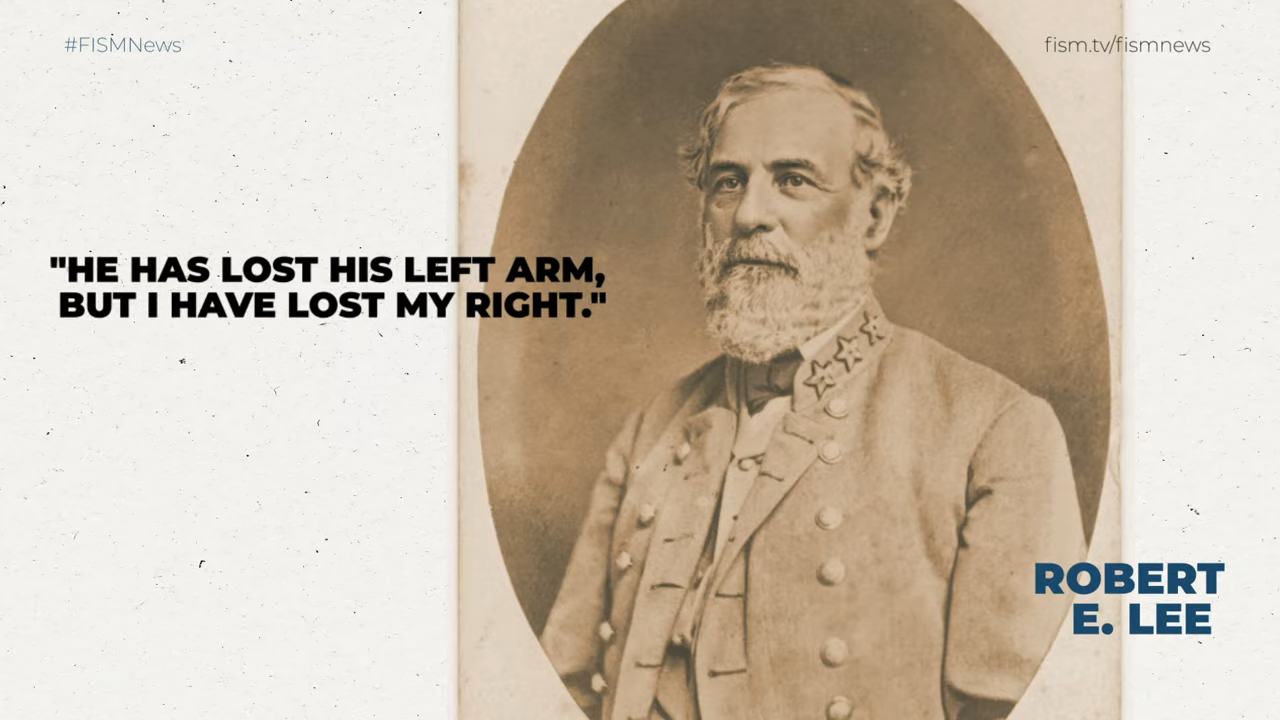 #FISMNews
fism.tv/fismnews
"HE HAS LOST HIS LEFT ARM,
BUT I HAVE LOST MY RIGHT."
ROBERT
E. LEE